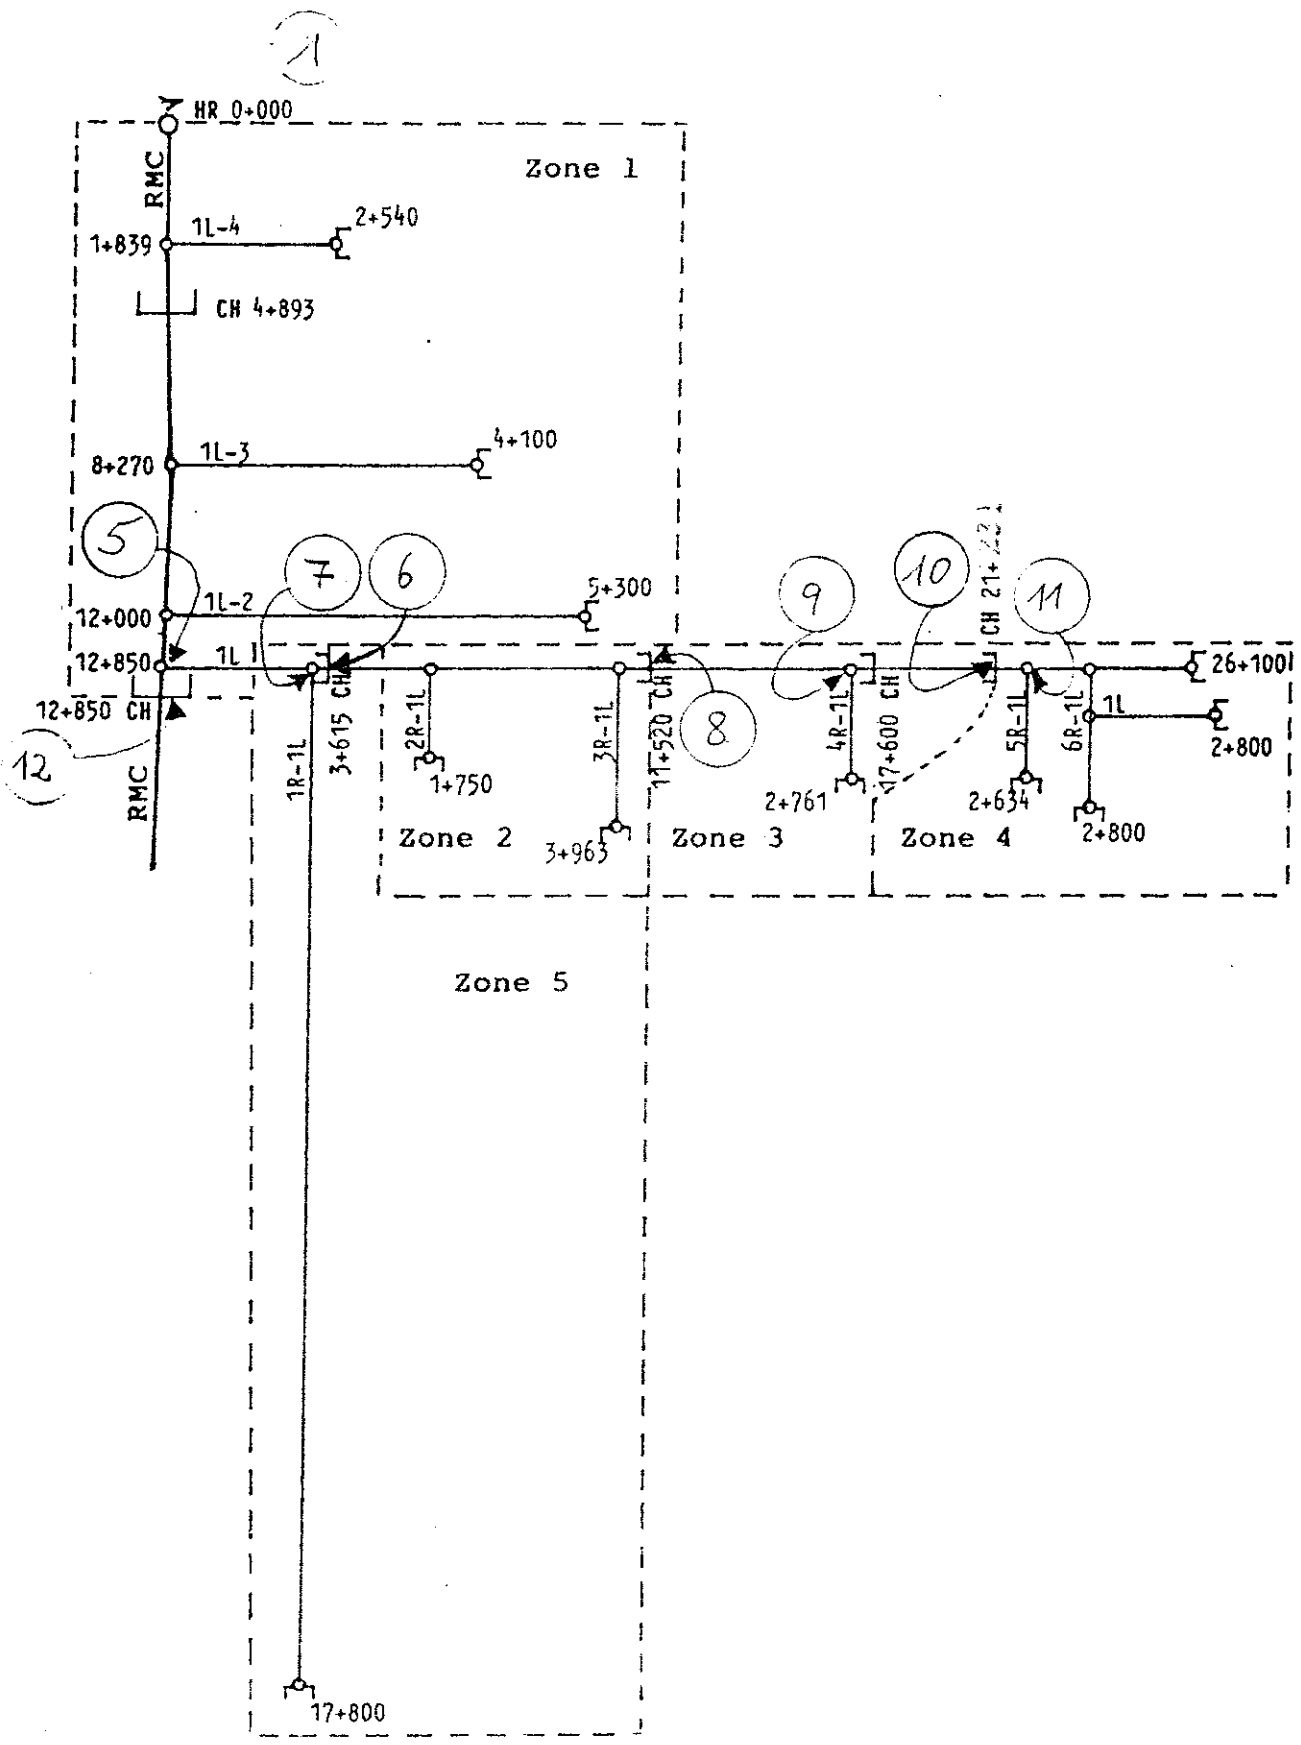 1
HR 0+000
Zone 1
RMC
1L-4
2+540
1+839
CH 4+893
1L-3
4+100
8+270
5
7
6
9
10
11
CH 21+
1L-2
5+300
12+000
12+850
1L
26+100
12+850 CH
12
RMC
1R-1L
3+615 CH
2R-1L
1+750
3R-1L
3+963
11+520 CH
8
4R-1L
2+761
17+600 CH
5R-1L
2+634
6R-1L
1L
2+800
2+800
Zone 2
Zone 3
Zone 4
Zone 5
17+800